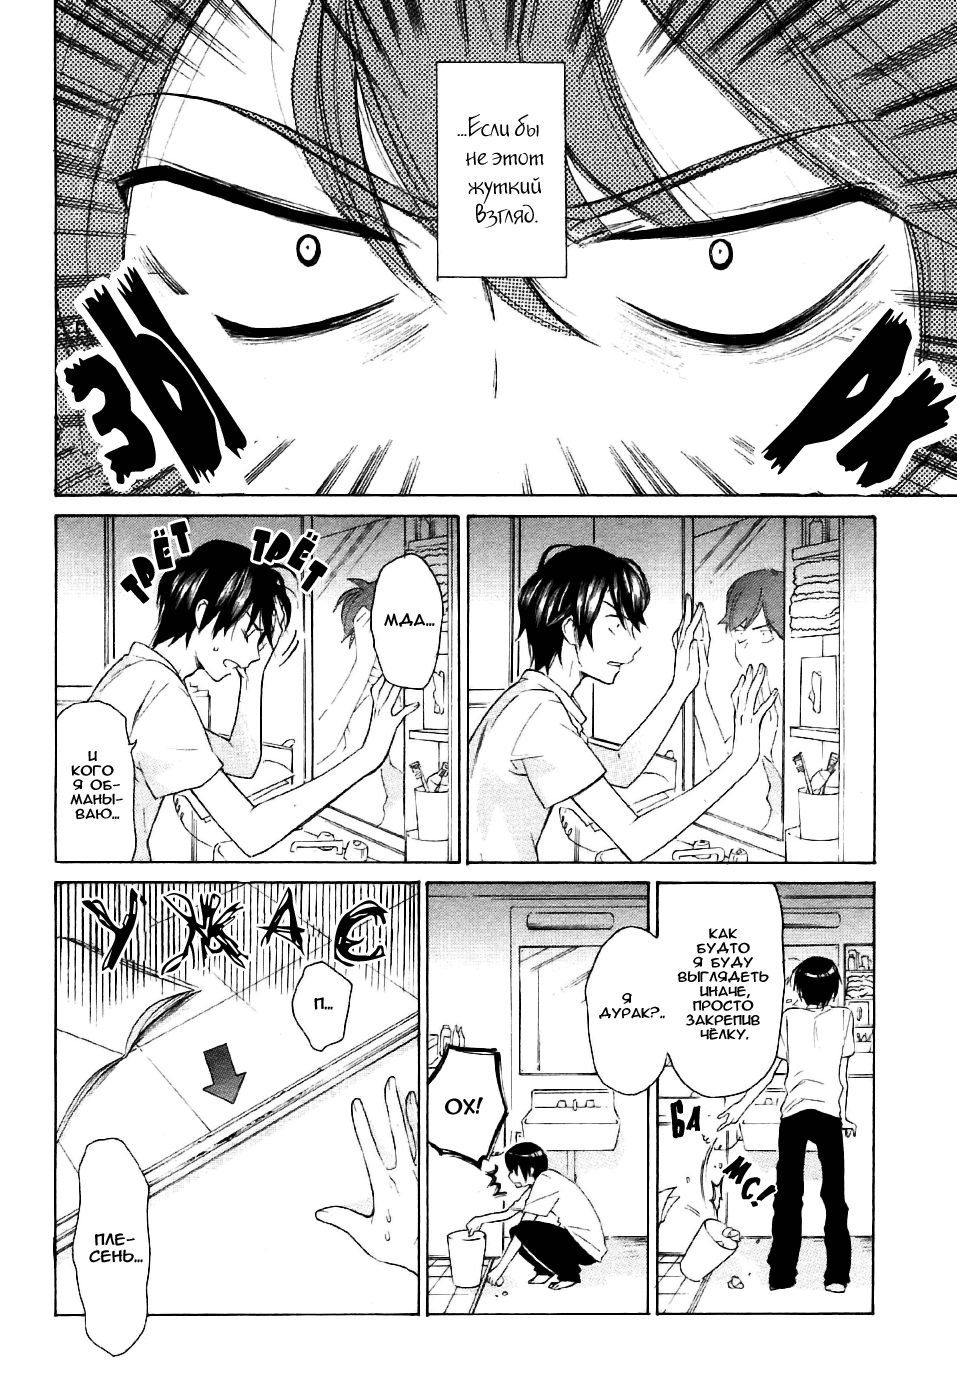 ...Если бы
не этот
жуткий
взгляд.
ЗЫ
РК
МДА...
ТРЁТ
ТРЁТ
И
КОГО
Я ОБ-
МАНЫ-
ВАЮ...
КАК
БУДТО
Я БУДУ
ВЫГЛЯДЕТЬ
ИНАЧЕ,
ПРОСТО
ЗАКРЕПИВ
ЧЁЛКУ.
Я
ДУРАК?..
БА
МС!
ОХ!
УЖАС
П...
ПЛЕ-
СЕНЬ...